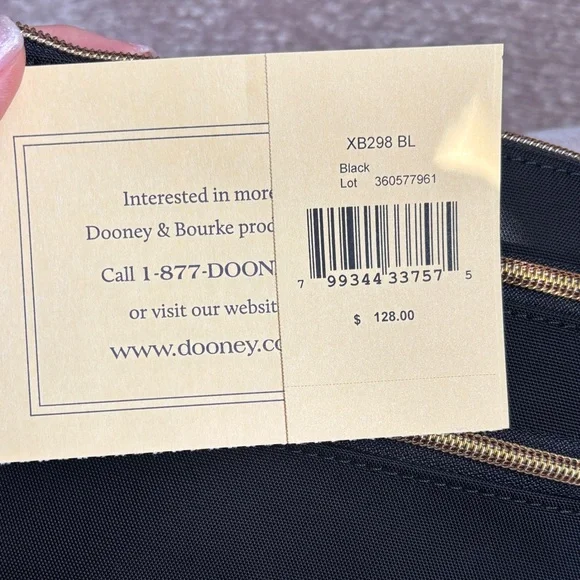 Interested in more
Dooney & Bourke prod
Call 1-877-DOON
or visit our websit
www.dooney.co
XB298 BL
Black
Lot 360577961
7 99344 33757 5
$ 128.00